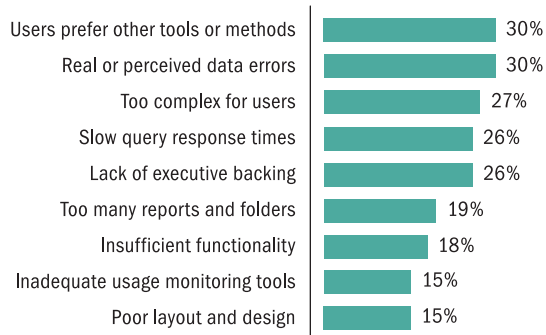 Users prefer other tools or methods 30%
Real or perceived data errors 30%
Too complex for users 27%
Slow query response times 26%
Lack of executive backing 26%
Too many reports and folders 19%
Insufficient functionality 18%
Inadequate usage monitoring tools 15%
Poor layout and design 15%